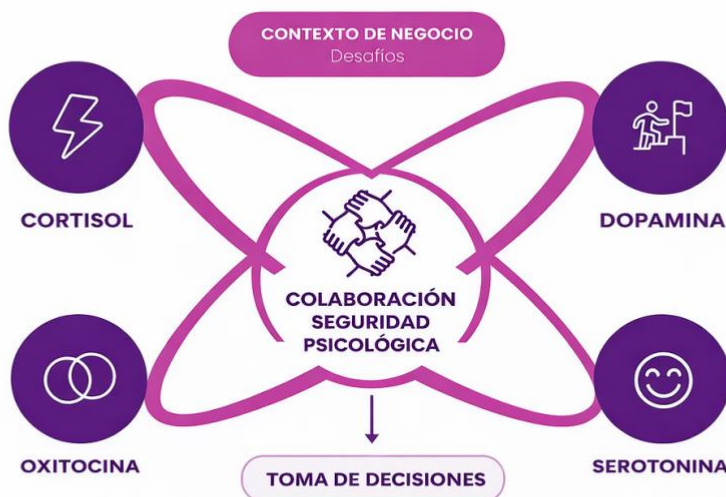 CONTEXTO DE NEGOCIO
Desafíos
CORTISOL
DOPAMINA
COLABORACIÓN
SEGURIDAD
PSICOLÓGICA
OXITOCINA
SEROTONINA
TOMA DE DECISIONES